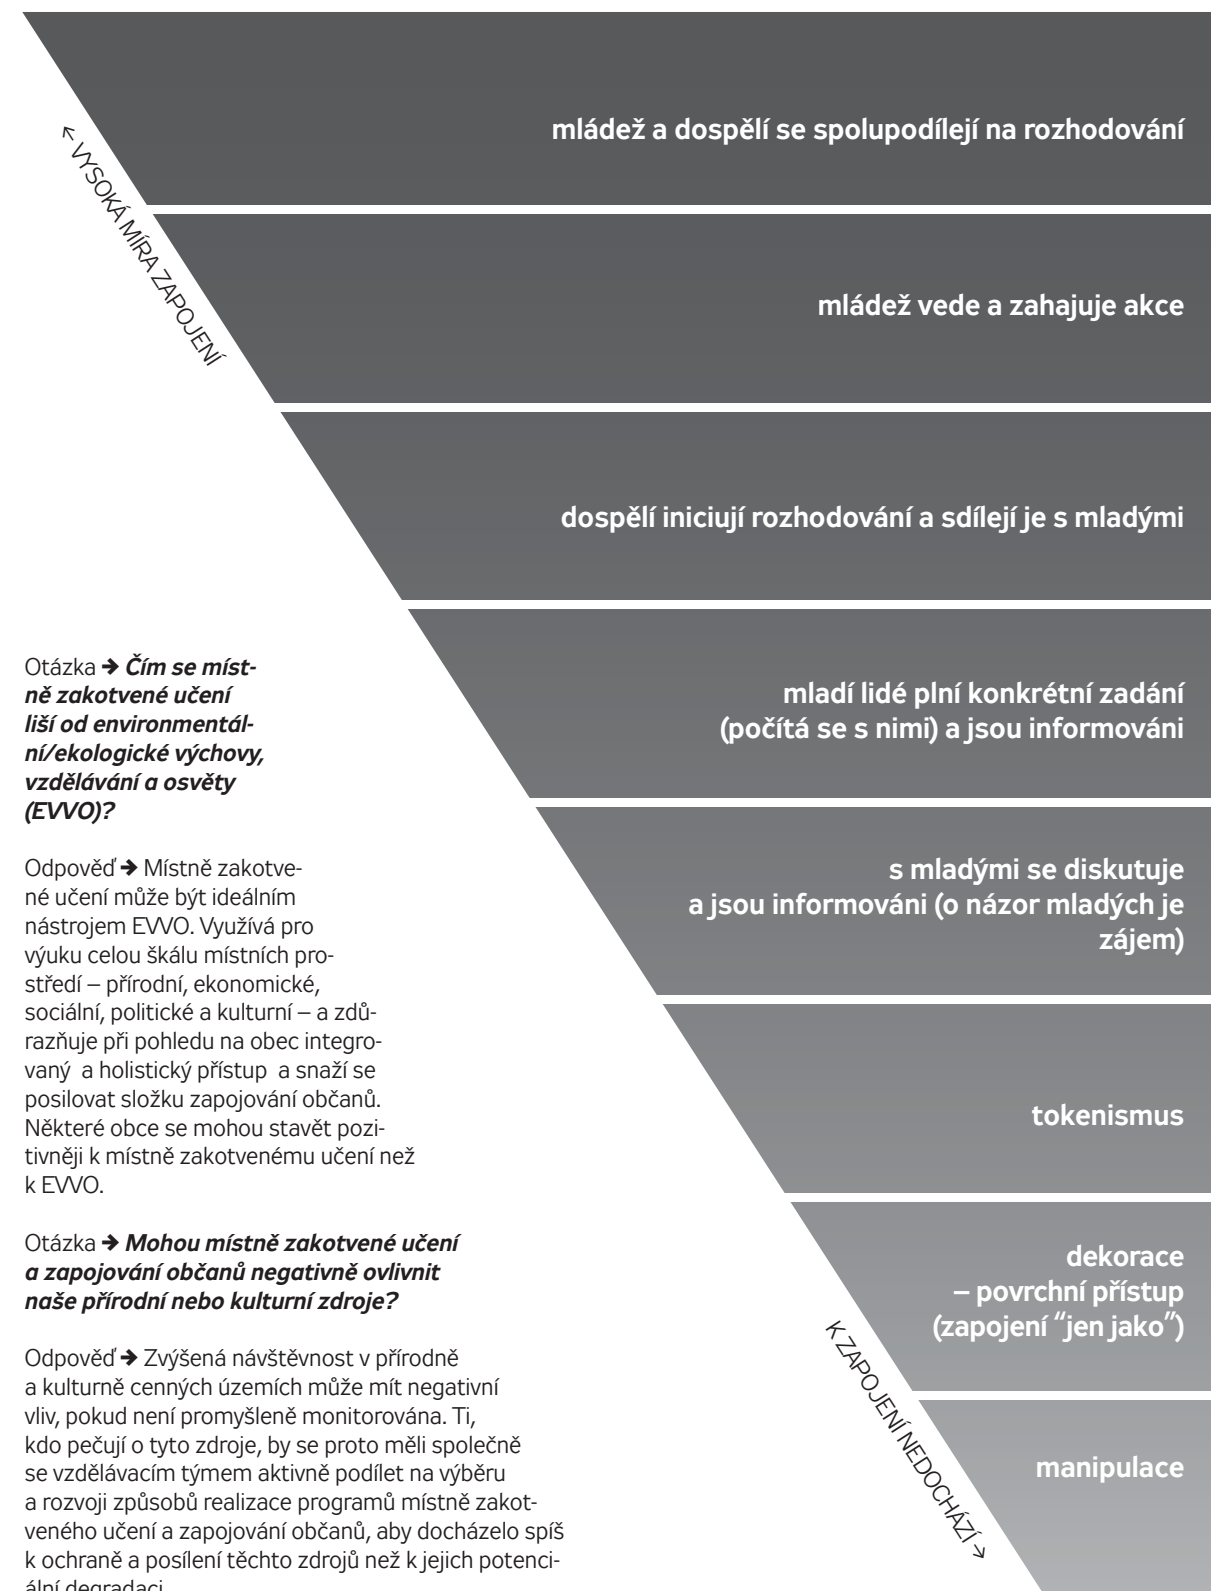 mládež a dospělí se spolupodílejí na rozhodování
← VYSOKÁ MÍRA ZAPOJENÍ
mládež vede a zahajuje akce
dospělí iniciují rozhodování a sdílejí je s mladými
mladí lidé plní konkrétní zadání
(počítá se s nimi) a jsou informováni
s mladými se diskutuje
a jsou informováni (o názor mladých je
zájem)
tokenismus
dekorace
– povrchní přístup
(zapojení “jen jako”)
K ZAPOJENÍ NEDOCHÁZÍ →
manipulace
Otázka → Čím se míst-
ně zakotvené učení
liší od environmentál-
ní/ekologické výchovy,
vzdělávání a osvěty
(EVVO)?
Odpověď → Místně zakotve-
né učení může být ideálním
nástrojem EVVO. Využívá pro
výuku celou škálu místních pro-
středí – přírodní, ekonomické,
sociální, politické a kulturní – a zdů-
razňuje při pohledu na obec integro-
vaný a holistický přístup a snaží se
posilovat složku zapojování občanů.
Některé obce se mohou stavět pozi-
tivněji k místně zakotvenému učení než
k EVVO.
Otázka → Mohou místně zakotvené učení
a zapojování občanů negativně ovlivnit
naše přírodní nebo kulturní zdroje?
Odpověď → Zvýšená návštěvnost v přírodně
a kulturně cenných územích může mít negativní
vliv, pokud není promyšleně monitorována. Ti,
kdo pečují o tyto zdroje, by se proto měli společně
se vzdělávacím týmem aktivně podílet na výběru
a rozvoji způsobů realizace programů místně zakot-
veného učení a zapojování občanů, aby docházelo spíš
k ochraně a posílení těchto zdrojů než k jejich potenci-
ální degradaci